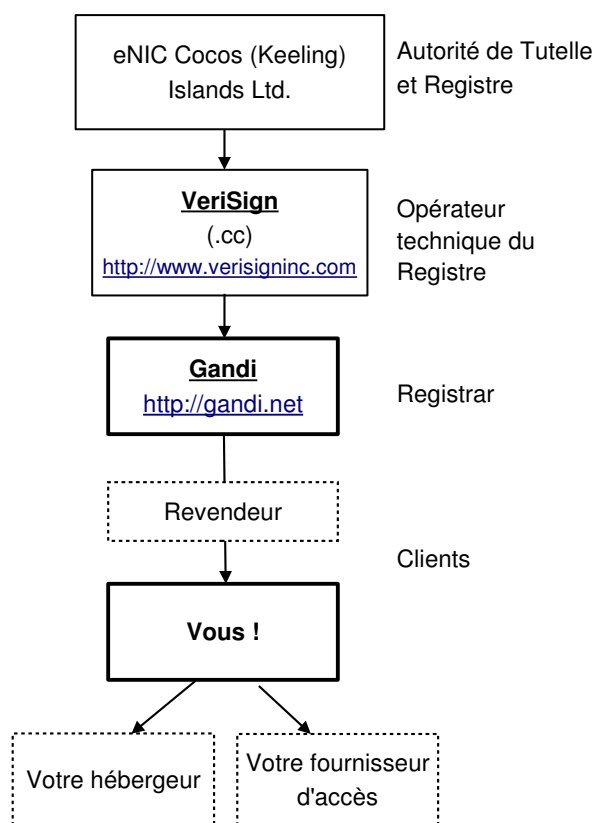 eNIC Cocos (Keeling)
Islands Ltd.
Autorité de Tutelle
et Registre
VeriSign
(.cc)
http://www.verisigninc.com
Opérateur
technique du
Registre
Gandi
http://gandi.net
Registrar
Revendeur
Clients
Vous !
Votre hébergeur
Votre fournisseur
d'accès